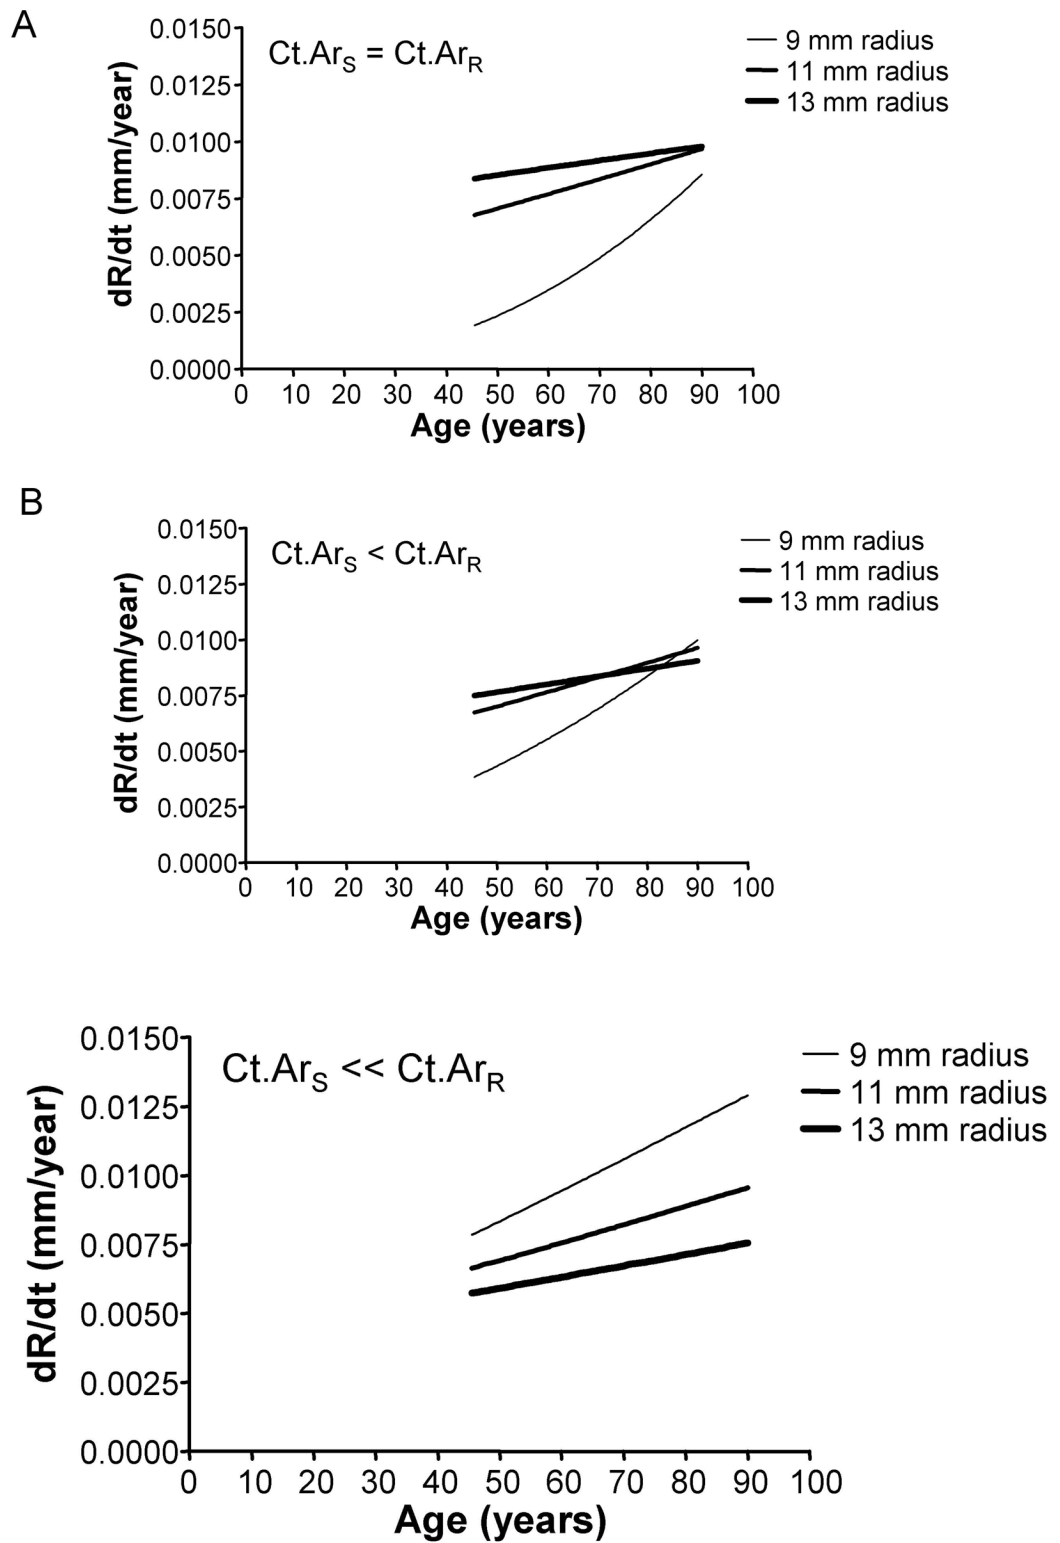 A
Ct.ArS = Ct.ArR
9 mm radius
11 mm radius
13 mm radius
dR/dt (mm/year)
0.0150
0.0125
0.0100
0.0075
0.0050
0.0025
0.0000
0 10 20 30 40 50 60 70 80 90 100
Age (years)
B
Ct.ArS < Ct.ArR
9 mm radius
11 mm radius
13 mm radius
dR/dt (mm/year)
0.0150
0.0125
0.0100
0.0075
0.0050
0.0025
0.0000
0 10 20 30 40 50 60 70 80 90 100
Age (years)
Ct.ArS << Ct.ArR
9 mm radius
11 mm radius
13 mm radius
dR/dt (mm/year)
0.0150
0.0125
0.0100
0.0075
0.0050
0.0025
0.0000
0 10 20 30 40 50 60 70 80 90 100
Age (years)